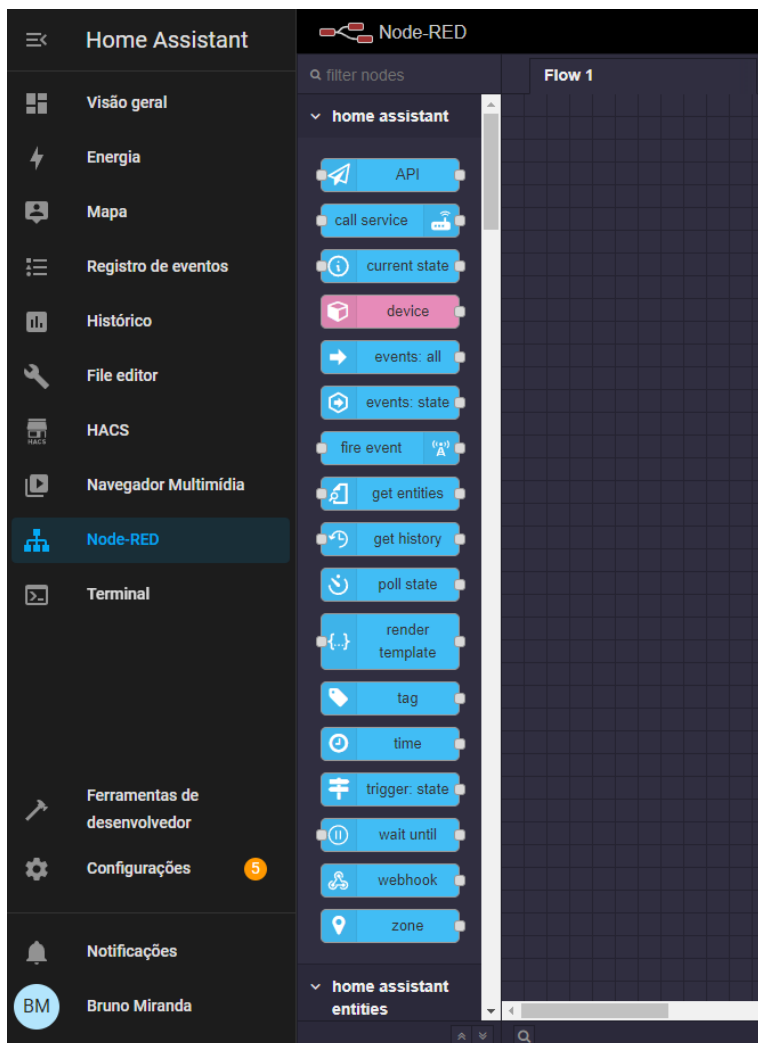 Home Assistant
Visão geral
Energia
Mapa
Registro de eventos
Histórico
File editor
HACS
HACS
Navegador Multimídia
Node-RED
Terminal
Ferramentas de
desenvolvedor
Configurações 5
Notificações
BM Bruno Miranda
Node-RED
filter nodes
Flow 1
home assistant
API
call service
current state
device
events: all
events: state
fire event
get entities
get history
poll state
{...} render
template
tag
time
trigger: state
wait until
webhook
zone
home assistant
entities